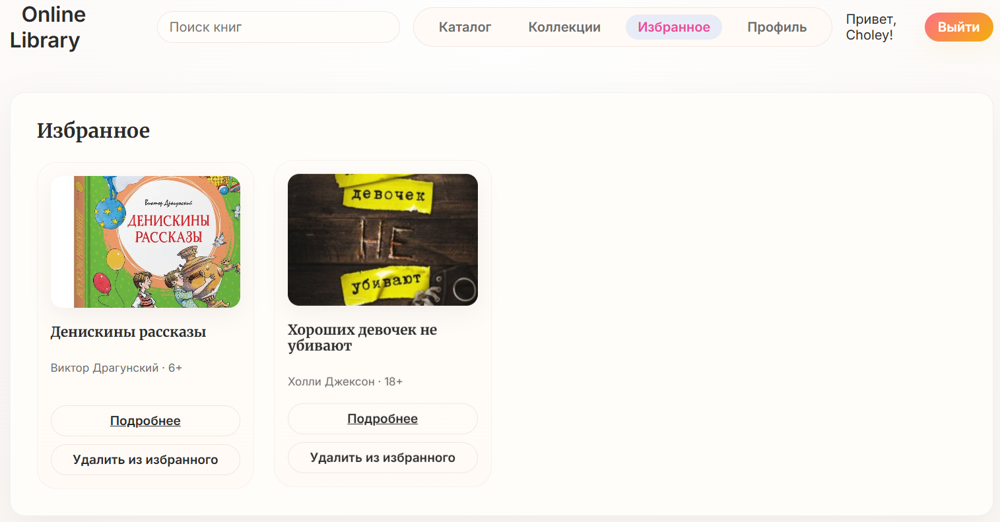 Online
Library
Поиск книг
Каталог
Коллекции
Избранное
Профиль
Привет,
Choley!
Выйти
Избранное
Виктор Драгунский
ДЕНИСКИНЫ
РАССКАЗЫ
девочек
НЕ
убивают
Денискины рассказы
Виктор Драгунский · 6+
Подробнее
Удалить из избранного
Хороших девочек не
убивают
Холли Джексон · 18+
Подробнее
Удалить из избранного